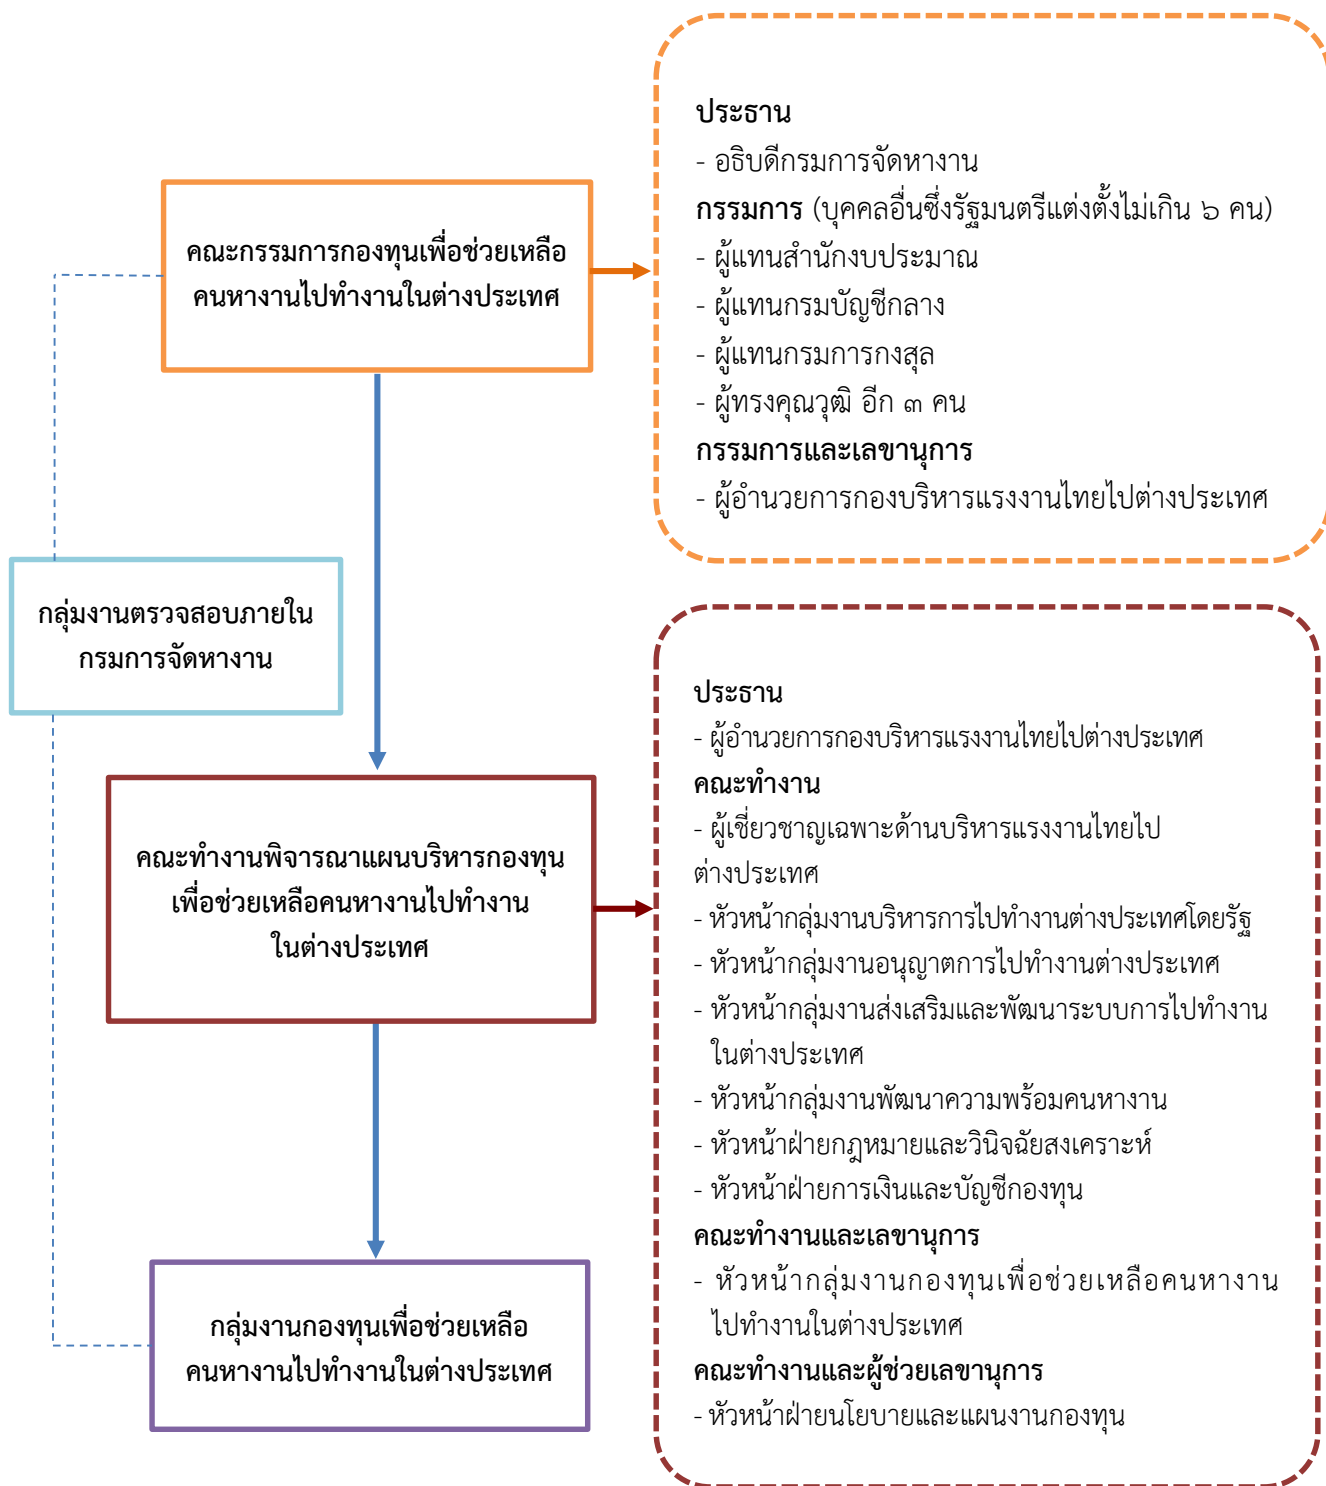 คณะกรรมการกองทุนเพื่อช่วยเหลือ
คนหางานไปทำงานในต่างประเทศ
ประธาน
- อธิบดีกรมการจัดหางาน
กรรมการ (บุคคลอื่นซึ่งรัฐมนตรีแต่งตั้งไม่เกิน ๖ คน)
- ผู้แทนสำนักงบประมาณ
- ผู้แทนกรมบัญชีกลาง
- ผู้แทนกรมการกงสุล
- ผู้ทรงคุณวุฒิ อีก ๓ คน
กรรมการและเลขานุการ
- ผู้อำนวยการกองบริหารแรงงานไทยไปต่างประเทศ
กลุ่มงานตรวจสอบภายใน
กรมการจัดหางาน
คณะทำงานพิจารณาแผนบริหารกองทุน
เพื่อช่วยเหลือคนหางานไปทำงาน
ในต่างประเทศ
ประธาน
- ผู้อำนวยการกองบริหารแรงงานไทยไปต่างประเทศ
คณะทำงาน
- ผู้เชี่ยวชาญเฉพาะด้านบริหารแรงงานไทยไป
ต่างประเทศ
- หัวหน้ากลุ่มงานบริหารการไปทำงานต่างประเทศโดยรัฐ
- หัวหน้ากลุ่มงานอนุญาตการไปทำงานต่างประเทศ
- หัวหน้ากลุ่มงานส่งเสริมและพัฒนาระบบการไปทำงาน
ในต่างประเทศ
- หัวหน้ากลุ่มงานพัฒนาความพร้อมคนหางาน
- หัวหน้าฝ่ายกฎหมายและวินิจฉัยสงเคราะห์
- หัวหน้าฝ่ายการเงินและบัญชีกองทุน
คณะทำงานและเลขานุการ
- หัวหน้ากลุ่มงานกองทุนเพื่อช่วยเหลือคนหางาน
ไปทำงานในต่างประเทศ
คณะทำงานและผู้ช่วยเลขานุการ
- หัวหน้าฝ่ายนโยบายและแผนงานกองทุน
กลุ่มงานกองทุนเพื่อช่วยเหลือ
คนหางานไปทำงานในต่างประเทศ